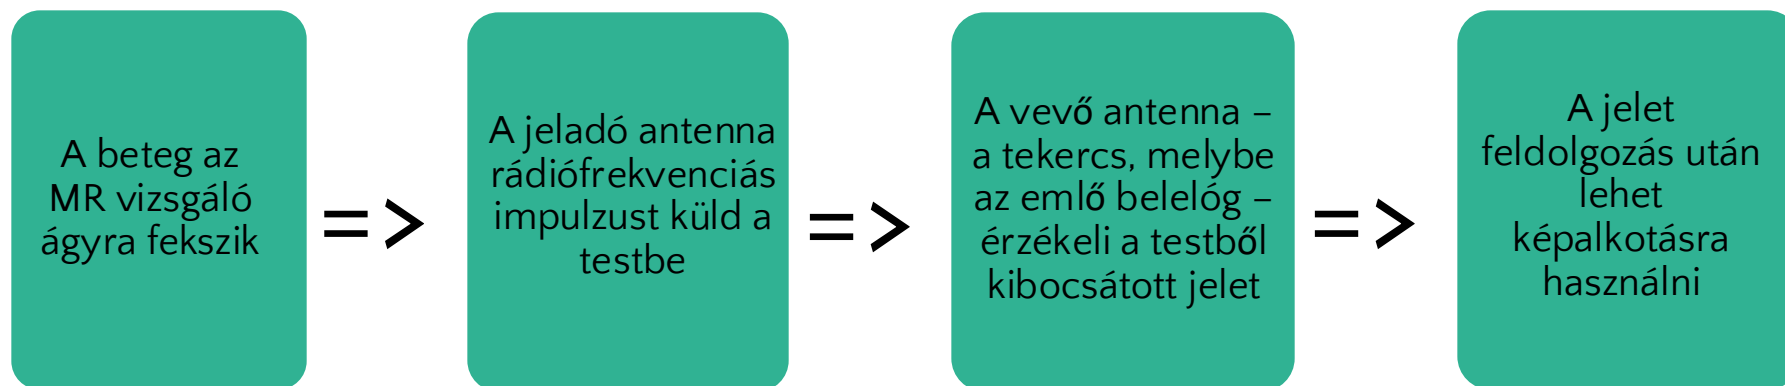 A beteg az
MR vizsgáló
ágyra fekszik
=>
A jeladó antenna
rádiófrekvenciás
impulzust küld a
testbe
=>
A vevő antenna –
a tekercs, melybe
az emlő belelóg –
érzékeli a testből
kibocsátott jelet
=>
A jelet
feldolgozás után
lehet
képalkotásra
használni